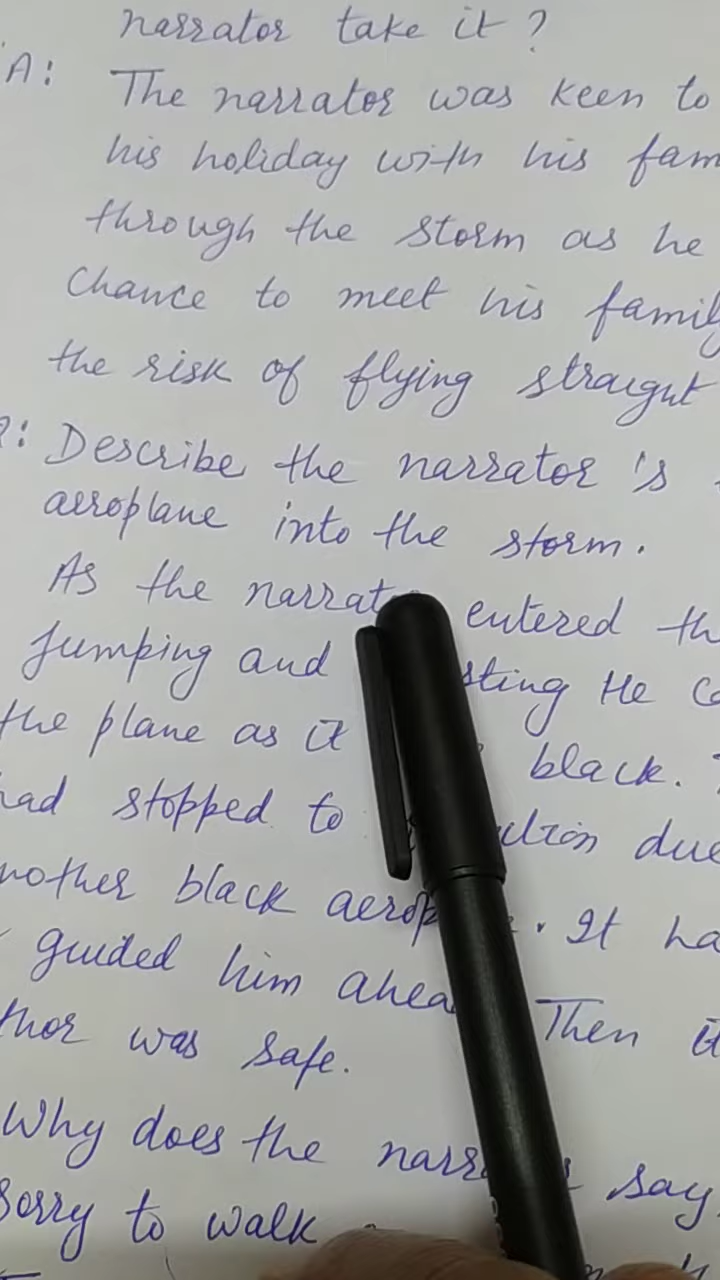 narrator take it ?
A: The narrator was keen to
his holiday with his fam
through the storm as he
chance to meet his family
the risk of flying straight
: Describe the narrator's
aeroplane into the storm.
As the narrat entered th
Jumping and sting He c
the plane as it black.
had stopped to due
nother black aerop . It ha
guided him ahea Then it
thor was safe.
Why does the narr say
sorry to walk